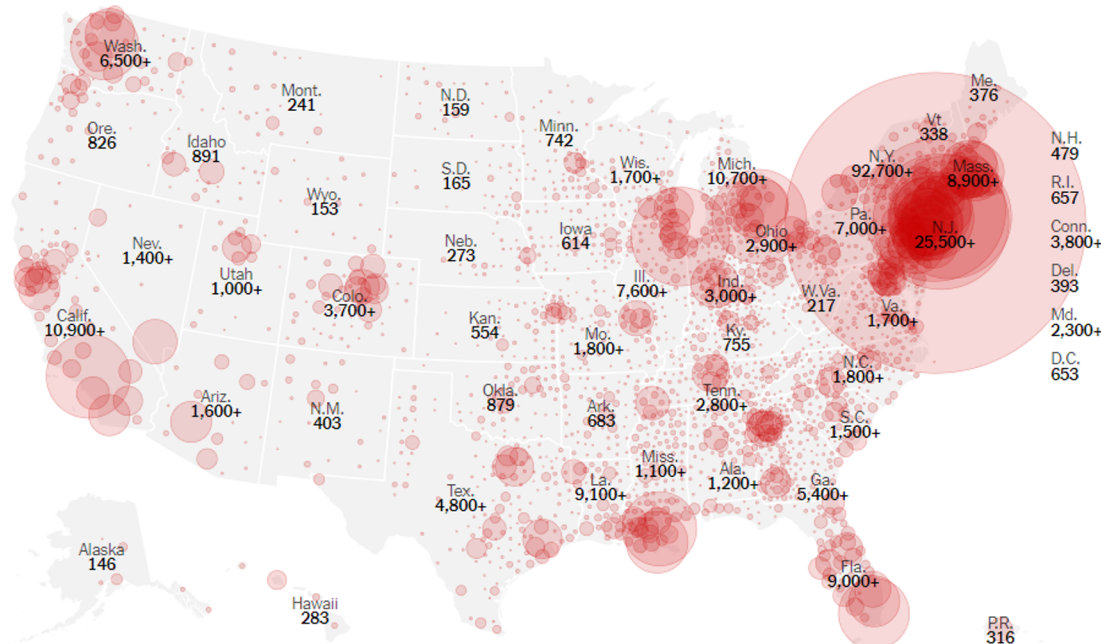 Wash.
6,500+
Mont.
241
N.D.
159
Minn.
742
Me.
376
Vt.
338
N.H.
479
Ore.
826
Idaho
891
S.D.
165
Wis.
1,700+
Mich.
10,700+
N.Y.
92,700+
Mass.
8,900+
R.I.
657
Wyo.
153
Iowa
614
Pa.
7,000+
N.J.
25,500+
Conn.
3,800+
Nev.
1,400+
Neb.
273
Ohio
2,900+
Utah
1,000+
Colo.
3,700+
Ill.
7,600+
Ind.
3,000+
W.Va.
217
Del.
393
Calif.
10,900+
Kan.
554
Mo.
1,800+
Ky.
755
Va.
1,700+
Md.
2,300+
Ariz.
1,600+
N.M.
403
Okla.
879
Ark.
683
Tenn.
2,800+
N.C.
1,800+
D.C.
653
S.C.
1,500+
Tex.
4,800+
La.
9,100+
Miss.
1,100+
Ala.
1,200+
Ga.
5,400+
Alaska
146
Hawaii
283
Fla.
9,000+
P.R.
316